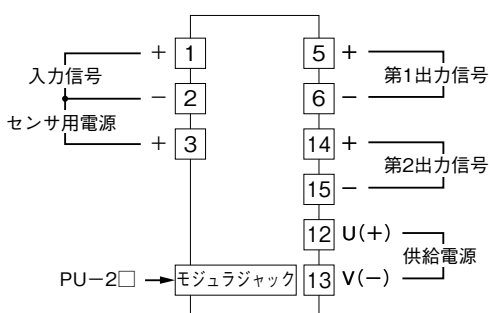 + 1
入力信号
− 2
センサ用電源
+ 3
5 +
第1出力信号
6 −
14 +
第2出力信号
15 −
12 U(+)
供給電源
PU−2□ モジュラジャック 13 V(−)